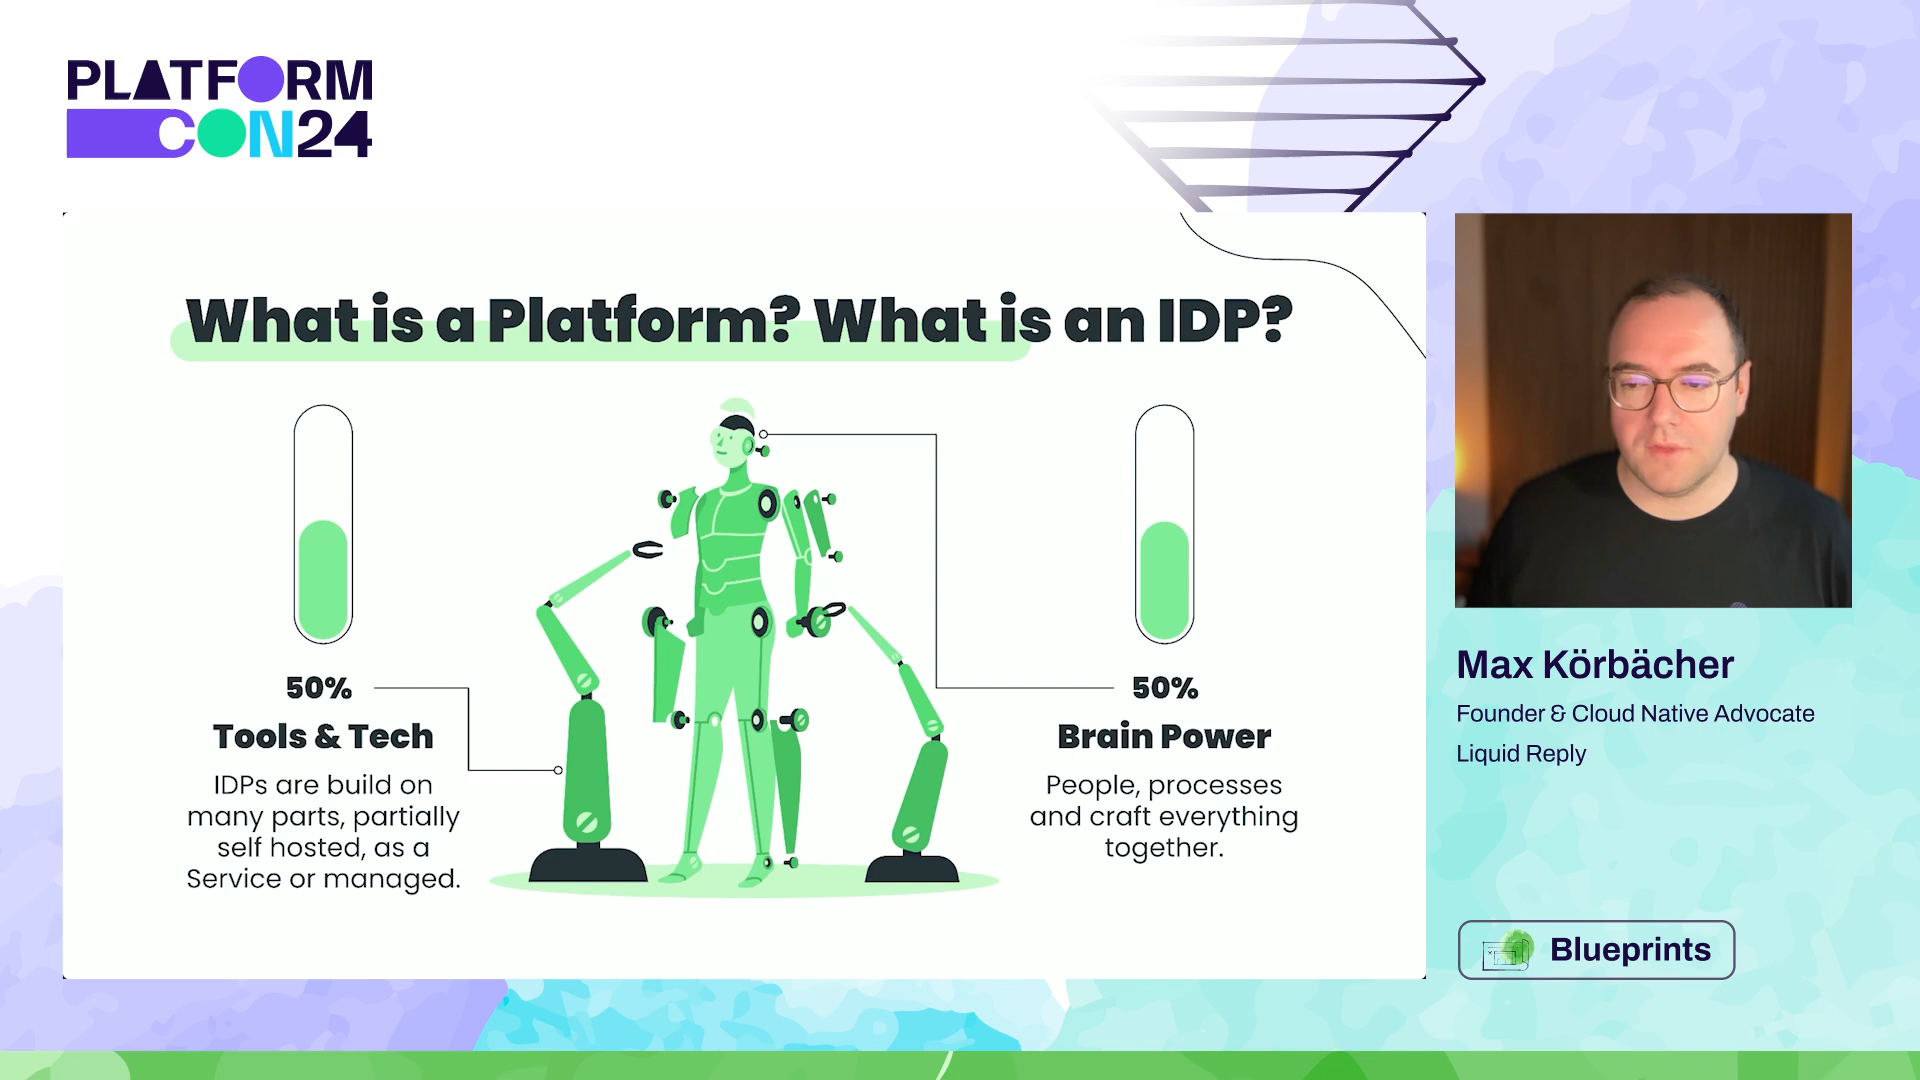 PLATFORM
CON24
What is a Platform? What is an IDP?
50%
Tools & Tech
IDPs are build on
many parts, partially
self hosted, as a
Service or managed.
50%
Brain Power
People, processes
and craft everything
together.
Max Körbächer
Founder & Cloud Native Advocate
Liquid Reply
Blueprints